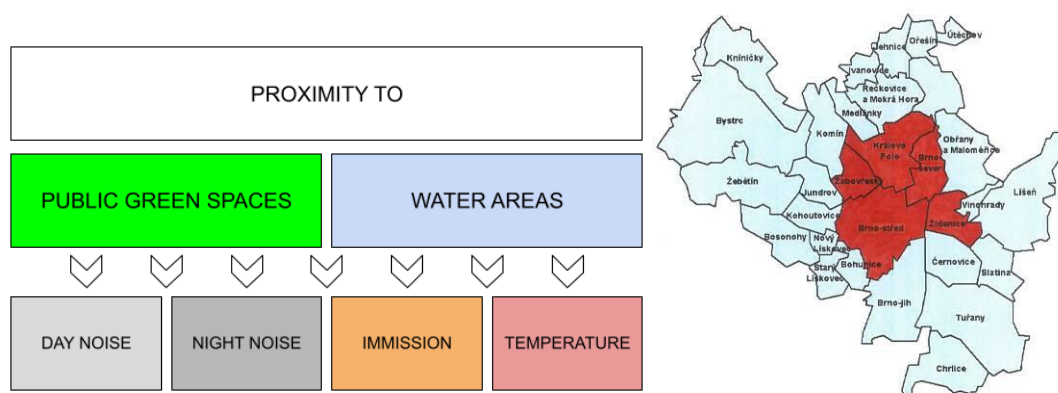 PROXIMITY TO
PUBLIC GREEN SPACES
WATER AREAS
DAY NOISE
NIGHT NOISE
IMMISSION
TEMPERATURE
Útěchov
Ořešín
Jehnice
Kníničky
Ivanovice
Řečkovice
a Mokrá Hora
Medlánky
Bystrc
Komín
Královo
Pole
Obřany
a Maloměřice
Brno-
sever
Žebětín
Žabovřesky
Jundrov
Líšeň
Vinohrady
Kohoutovice
Židenice
Brno-střed
Bosonohy
Nový
Lískovec
Starý
Lískovec
Bohunice
Černovice
Slatina
Brno-jih
Tuřany
Chrlice